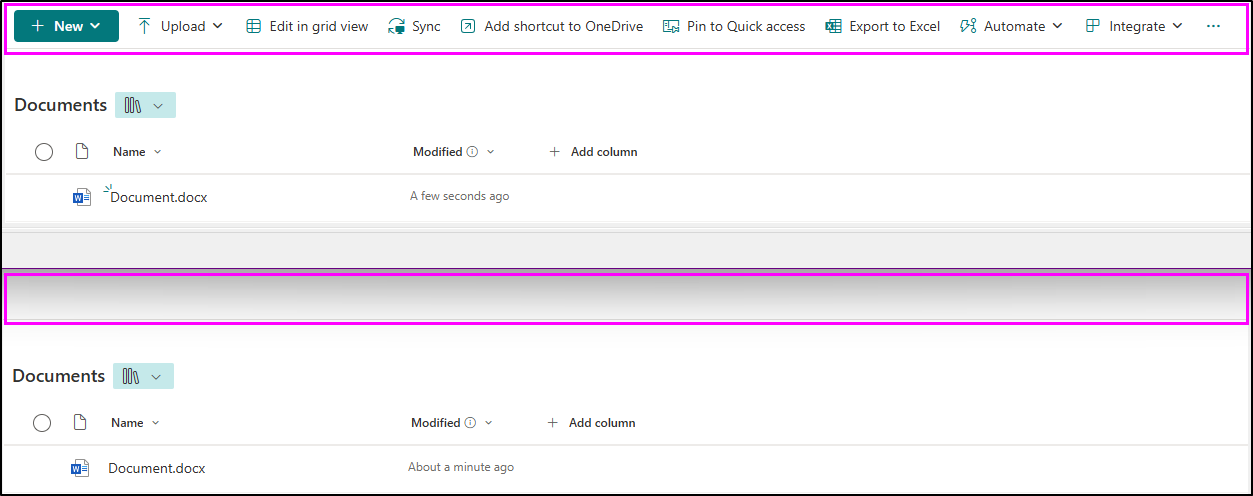 New Upload Edit in grid view Sync Add shortcut to OneDrive Pin to Quick access Export to Excel Automate Integrate ...
Documents
Name Modified Add column
Document.docx A few seconds ago
Documents
Name Modified Add column
Document.docx About a minute ago